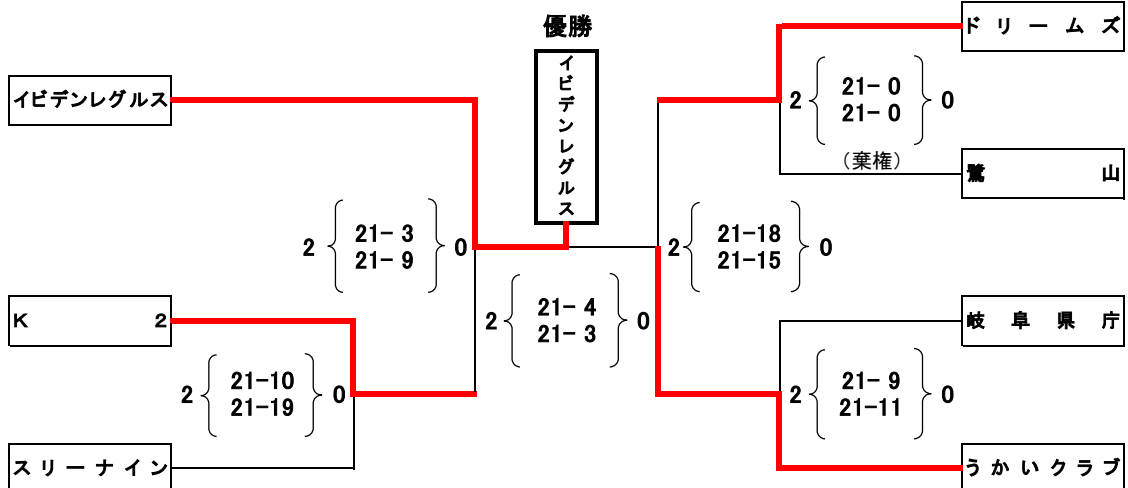 優勝
イビデンレグルス
イビデンレグルス
K 2
スリーナイン
2 21-10 0
21-19
2 21- 3 0
21- 9
2 21- 4 0
21- 3
ドリームズ
鷺 山
2 21- 0 0
21- 0
（棄権）
2 21-18 0
21-15
岐阜県庁
うかいクラブ
2 21- 9 0
21-11